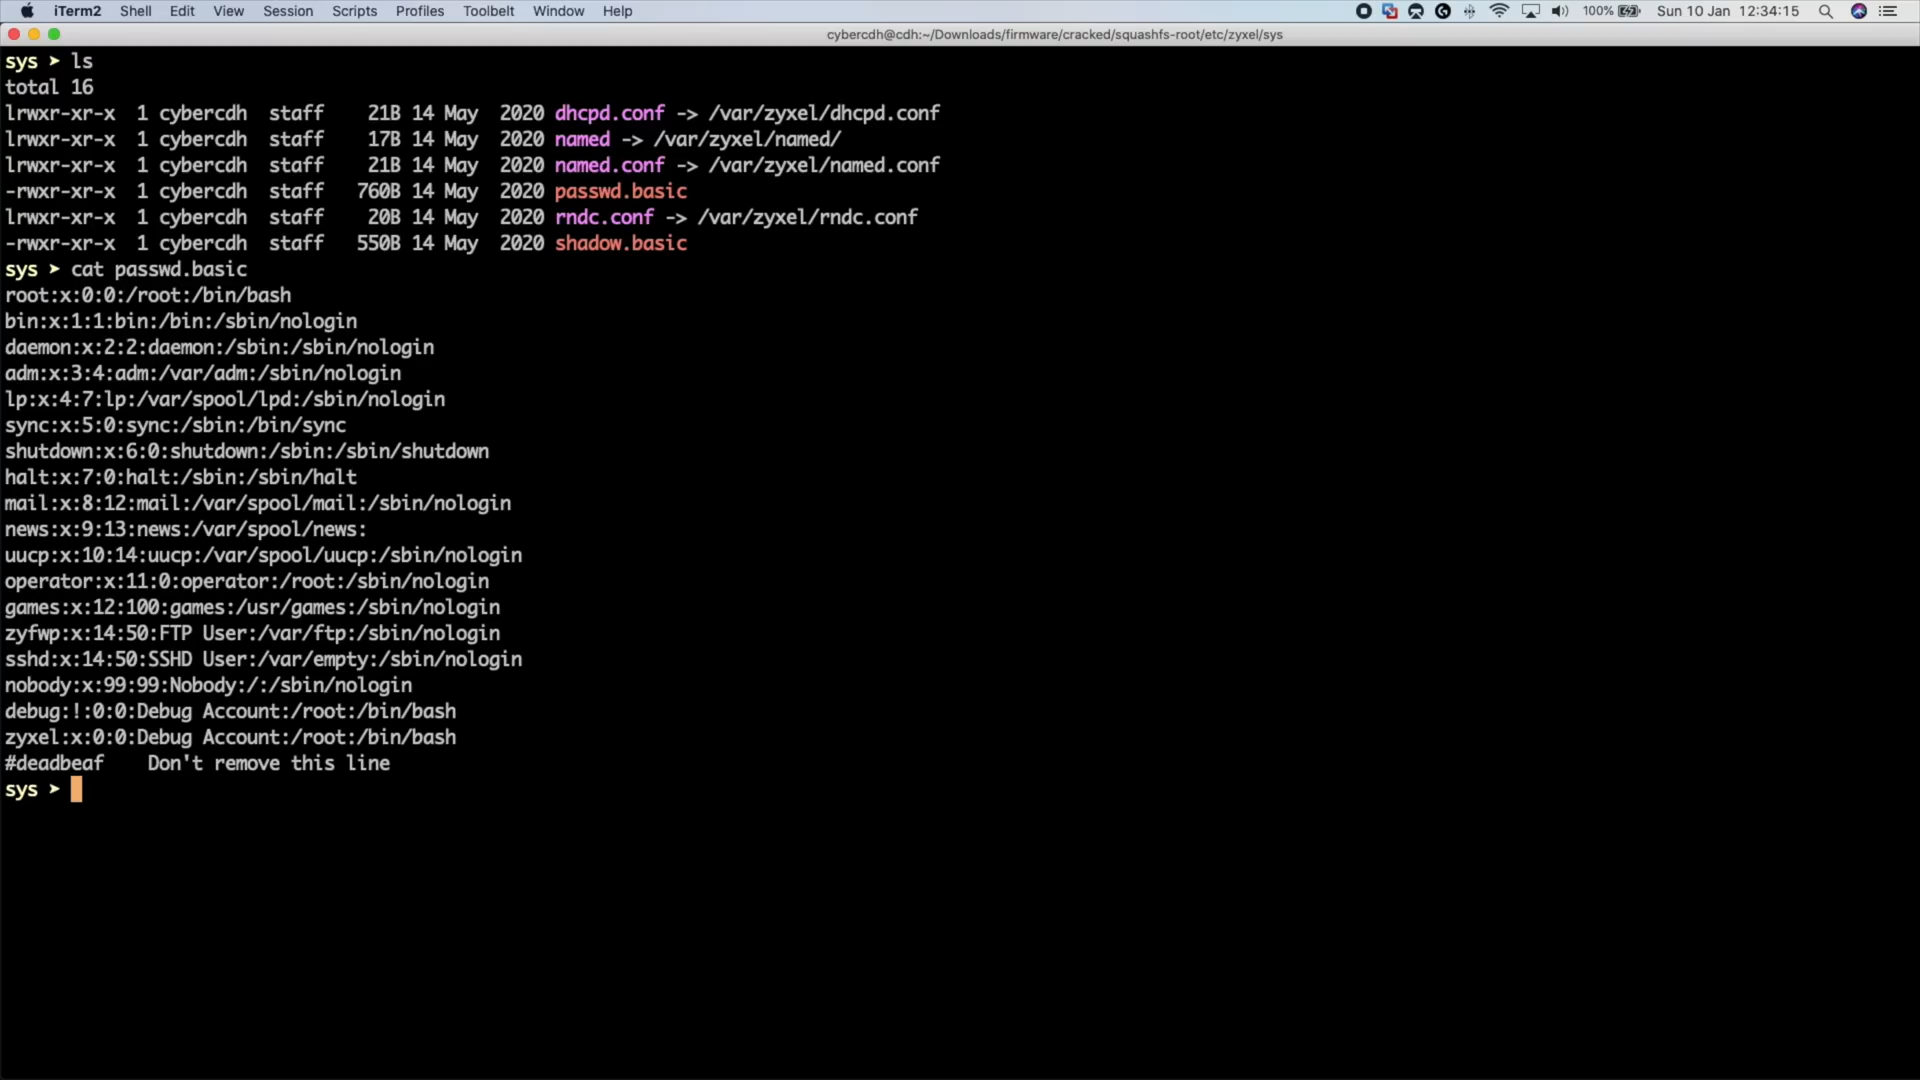 iTerm2 Shell Edit View Session Scripts Profiles Toolbelt Window Help 100% Sun 10 Jan 12:34:15
cybercdh@cdh:~/Downloads/firmware/cracked/squashfs-root/etc/zyxel/sys
sys ➤ ls
total 16
lrwxr-xr-x  1 cybercdh  staff    21B 14 May  2020 dhcpd.conf -> /var/zyxel/dhcpd.conf
lrwxr-xr-x  1 cybercdh  staff    17B 14 May  2020 named -> /var/zyxel/named/
lrwxr-xr-x  1 cybercdh  staff    21B 14 May  2020 named.conf -> /var/zyxel/named.conf
-rwxr-xr-x  1 cybercdh  staff   760B 14 May  2020 passwd.basic
lrwxr-xr-x  1 cybercdh  staff    20B 14 May  2020 rndc.conf -> /var/zyxel/rndc.conf
-rwxr-xr-x  1 cybercdh  staff   550B 14 May  2020 shadow.basic
sys ➤ cat passwd.basic
root:x:0:0:/root:/bin/bash
bin:x:1:1:bin:/bin:/sbin/nologin
daemon:x:2:2:daemon:/sbin:/sbin/nologin
adm:x:3:4:adm:/var/adm:/sbin/nologin
lp:x:4:7:lp:/var/spool/lpd:/sbin/nologin
sync:x:5:0:sync:/sbin:/bin/sync
shutdown:x:6:0:shutdown:/sbin:/sbin/shutdown
halt:x:7:0:halt:/sbin:/sbin/halt
mail:x:8:12:mail:/var/spool/mail:/sbin/nologin
news:x:9:13:news:/var/spool/news:
uucp:x:10:14:uucp:/var/spool/uucp:/sbin/nologin
operator:x:11:0:operator:/root:/sbin/nologin
games:x:12:100:games:/usr/games:/sbin/nologin
zyfwp:x:14:50:FTP User:/var/ftp:/sbin/nologin
sshd:x:14:50:SSHD User:/var/empty:/sbin/nologin
nobody:x:99:99:Nobody:/:/sbin/nologin
debug:!:0:0:Debug Account:/root:/bin/bash
zyxel:x:0:0:Debug Account:/root:/bin/bash
#deadbeaf    Don't remove this line
sys ➤